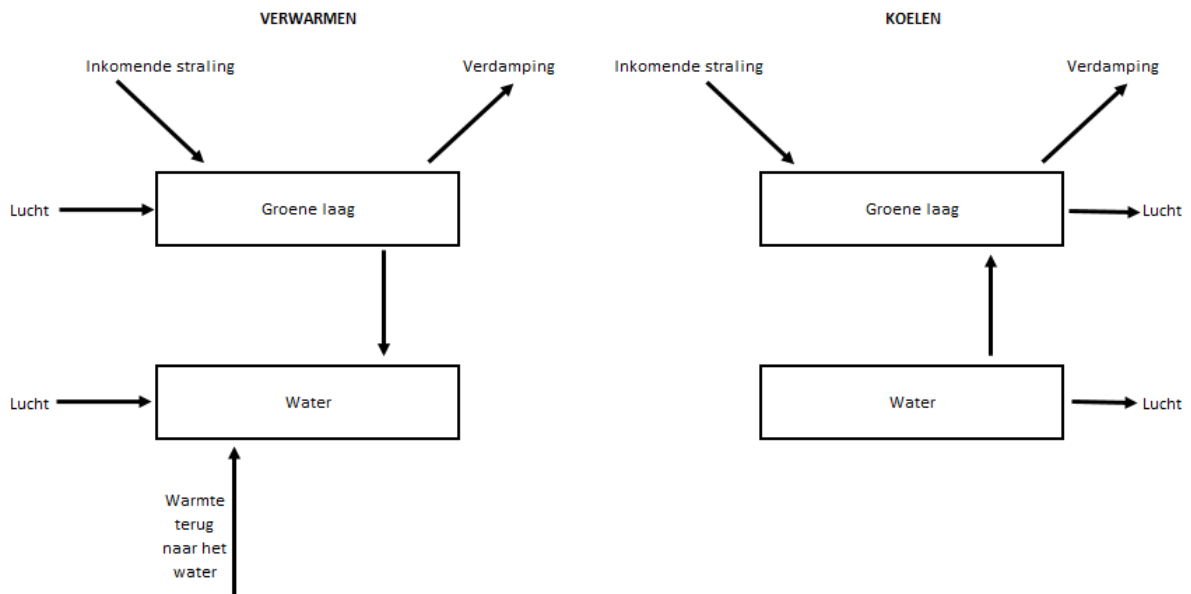 VERWARMEN
Inkomende straling
Verdamping
Lucht
Groene laag
Lucht
Water
Warmte
terug
naar het
water
KOELEN
Inkomende straling
Verdamping
Groene laag
Lucht
Water
Lucht